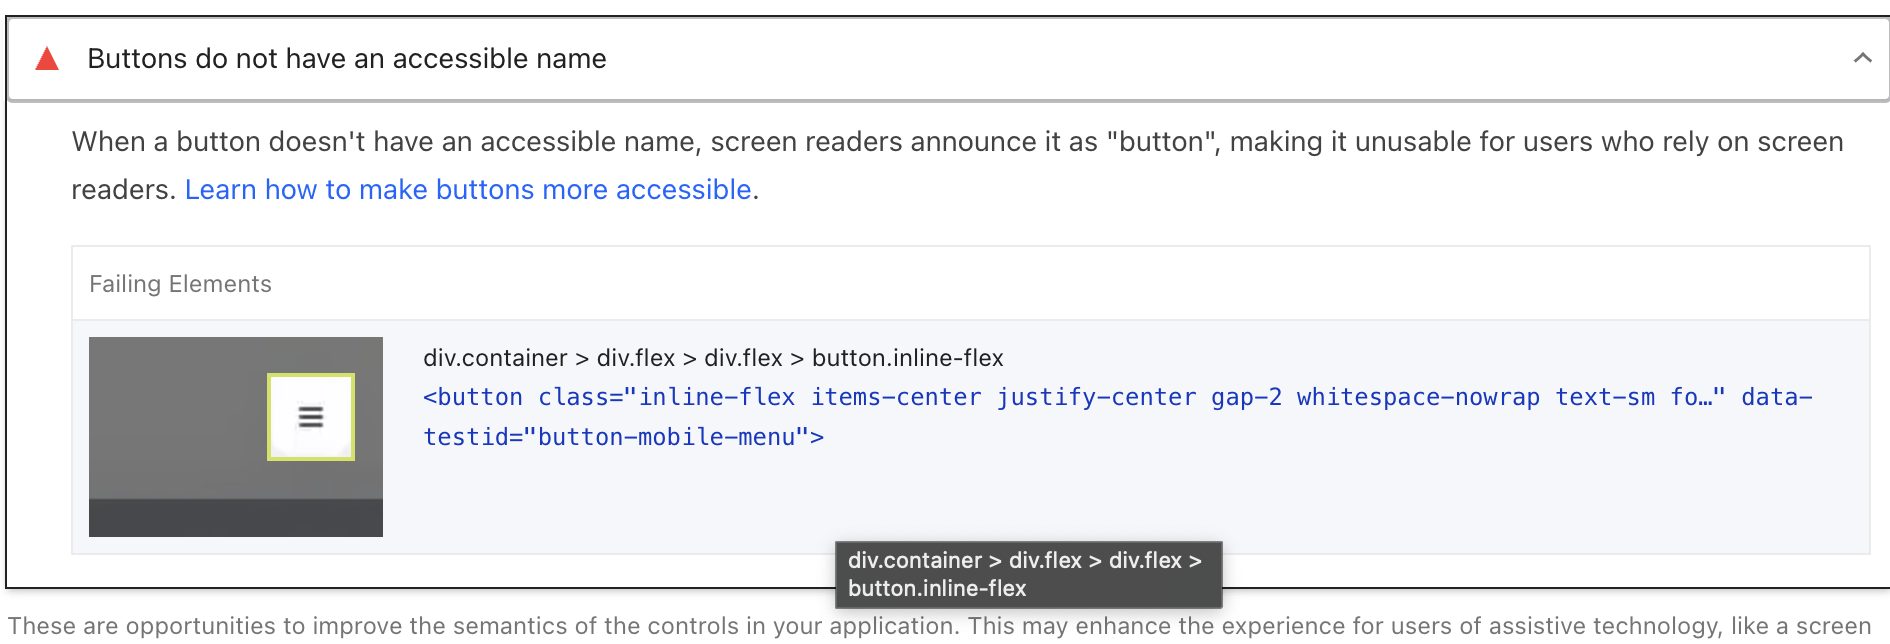 Buttons do not have an accessible name
When a button doesn't have an accessible name, screen readers announce it as "button", making it unusable for users who rely on screen
readers. Learn how to make buttons more accessible.
Failing Elements
div.container > div.flex > div.flex > button.inline-flex
<button class="inline-flex items-center justify-center gap-2 whitespace-nowrap text-sm fo…" data-
testid="button-mobile-menu">
div.container > div.flex > div.flex >
button.inline-flex
These are opportunities to improve the semantics of the controls in your application. This may enhance the experience for users of assistive technology, like a screen